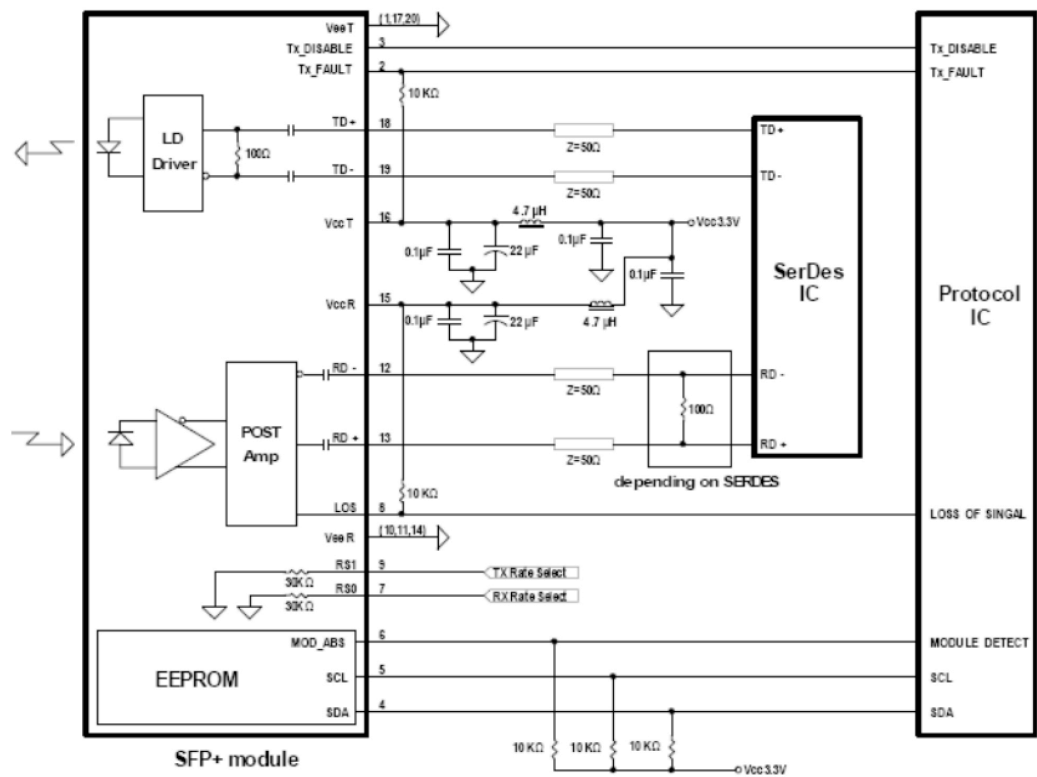 VeeT (1,17,20)
Tx_DISABLE 3 Tx_DISABLE
Tx_FAULT 2 Tx_FAULT
10 KΩ
LD
Driver
100Ω
TD+ 18 Z=50Ω TD+
TD- 19 Z=50Ω TD-
VccT 16 4.7 μH Vcc3.3V
0.1μF 22 μF 0.1μF 0.1μF
SerDes
IC
Protocol
IC
VccR 15 4.7 μH
0.1μF 22 μF
RD - 12 Z=50Ω RD -
100Ω
POST
Amp
RD + 13 Z=50Ω RD +
depending on SERDES
10 KΩ
LOS 8 LOSS OF SINGAL
VeeR (10,11,14)
RS1 9 TX Rate Select
30KΩ
RS0 7 RX Rate Select
30KΩ
MOD_ABS 6 MODULE DETECT
EEPROM
SCL 5 SCL
SDA 4 SDA
10 KΩ 10 KΩ 10 KΩ
Vcc3.3V
SFP+ module